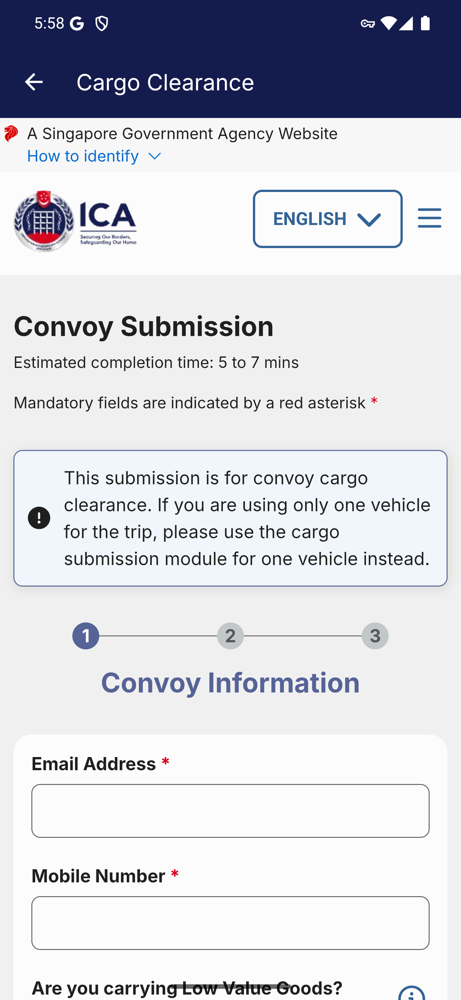 5:58
Cargo Clearance
A Singapore Government Agency Website
How to identify
ICA
Securing Our Borders,
Safeguarding Our Home
ENGLISH
Convoy Submission
Estimated completion time: 5 to 7 mins
Mandatory fields are indicated by a red asterisk *
This submission is for convoy cargo
clearance. If you are using only one vehicle
for the trip, please use the cargo
submission module for one vehicle instead.
1
2
3
Convoy Information
Email Address *
Mobile Number *
Are you carrying Low Value Goods?